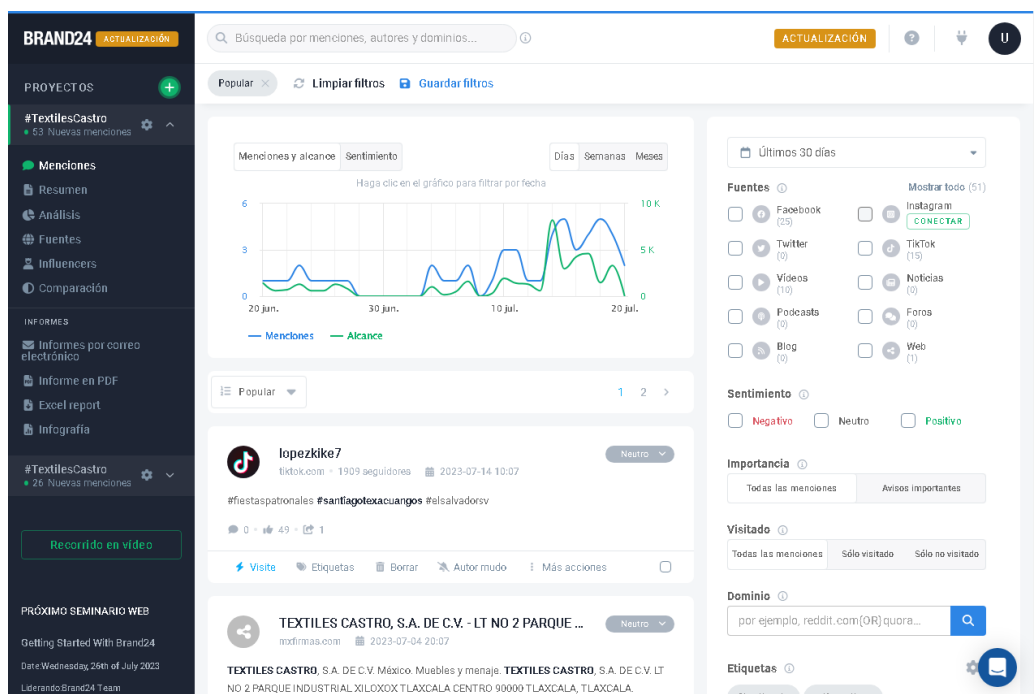 BRAND24 ACTUALIZACIÓN
Búsqueda por menciones, autores y dominios...
ACTUALIZACIÓN
U
PROYECTOS
Popular
Limpiar filtros
Guardar filtros
#TextilesCastro
53 Nuevas menciones
Menciones
Resumen
Análisis
Fuentes
Influencers
Comparación
INFORMES
Informes por correo
electrónico
Informe en PDF
Excel report
Infografía
#TextilesCastro
26 Nuevas menciones
Recorrido en vídeo
PRÓXIMO SEMINARIO WEB
Getting Started With Brand24
Date:Wednesday, 26th of July 2023
Liderando:Brand24 Team
Menciones y alcance Sentimiento
Días Semanas Meses
Haga clic en el gráfico para filtrar por fecha
6 10 K
3 5 K
0 0
20 jun. 30 jun. 10 jul. 20 jul.
Menciones Alcance
Popular
1 2 >
lopezkike7
Neutro
tiktok.com 1909 seguidores 2023-07-14 10:07
#fiestaspatronales #santiagotexacuangos #elsalvadorsv
0 49 1
Visite Etiquetas Borrar Autor mudo Más acciones
TEXTILES CASTRO, S.A. DE C.V. - LT NO 2 PARQUE ...
Neutro
mxfirmas.com 2023-07-04 20:07
TEXTILES CASTRO, S.A. DE C.V. México. Muebles y menaje. TEXTILES CASTRO, S.A. DE C.V. LT
NO 2 PARQUE INDUSTRIAL XILOXOX TLAXCALA CENTRO 90000 TLAXCALA, TLAXCALA.
Últimos 30 días
Fuentes
Mostrar todo (51)
Facebook
(25)
Instagram
CONECTAR
Twitter
(0)
TikTok
(15)
Vídeos
(10)
Noticias
(0)
Podcasts
(0)
Foros
(0)
Blog
(0)
Web
(1)
Sentimiento
Negativo Neutro Positivo
Importancia
Todas las menciones Avisos importantes
Visitado
Todas las menciones Sólo visitado Sólo no visitado
Dominio
por ejemplo, reddit.com(OR)quora...
Etiquetas